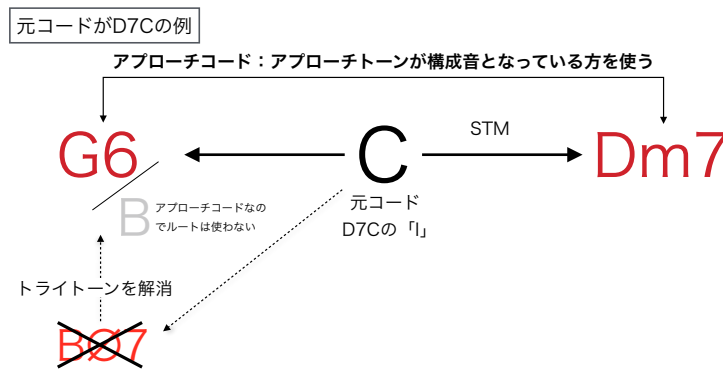 元コードがD7Cの例
アプローチコード：アプローチトーンが構成音となっている方を使う
G6
C
STM
Dm7
B
アプローチコードなの
でルートは使わない
元コード
D7Cの「I」
トライトーンを解消
BØ7